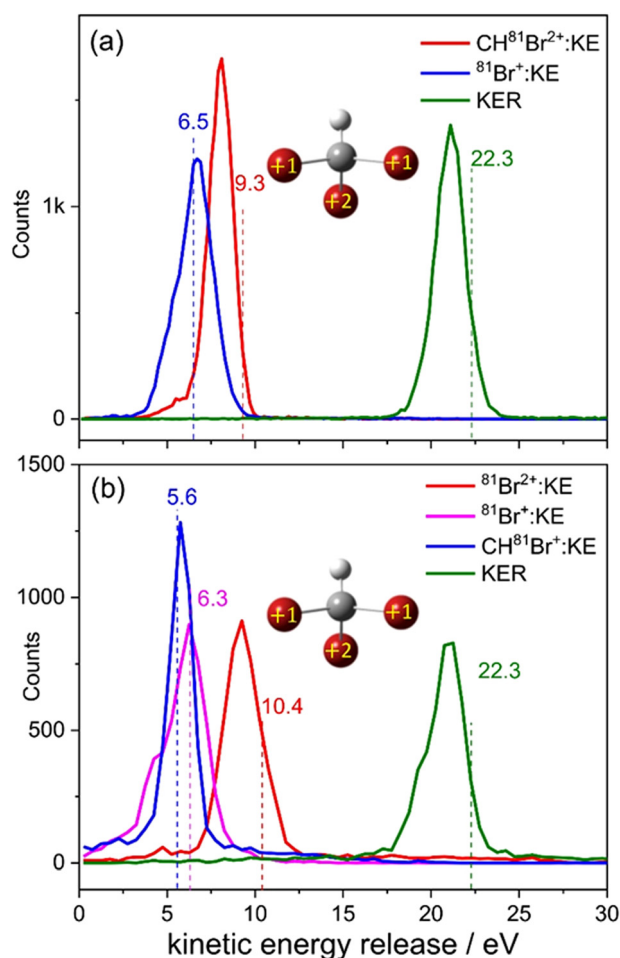 (a)
CH⁸¹Br²⁺:KE
⁸¹Br⁺:KE
KER
6.5
9.3
22.3
+1
+1
+2
1k
0
Counts
(b)
⁸¹Br²⁺:KE
⁸¹Br⁺:KE
CH⁸¹Br⁺:KE
KER
5.6
6.3
10.4
22.3
+1
+1
+2
1500
1000
500
0
Counts
0 5 10 15 20 25 30
kinetic energy release / eV